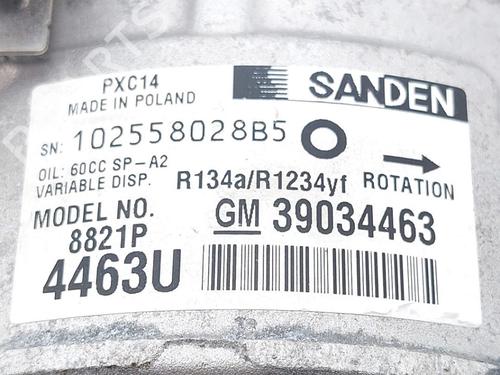 PXC14
MADE IN POLAND
SANDEN
SN: 102558028B5
OIL: 60CC SP-A2
VARIABLE DISP.
R134a/R1234yf
ROTATION
MODEL NO.
8821P
4463U
GM 39034463